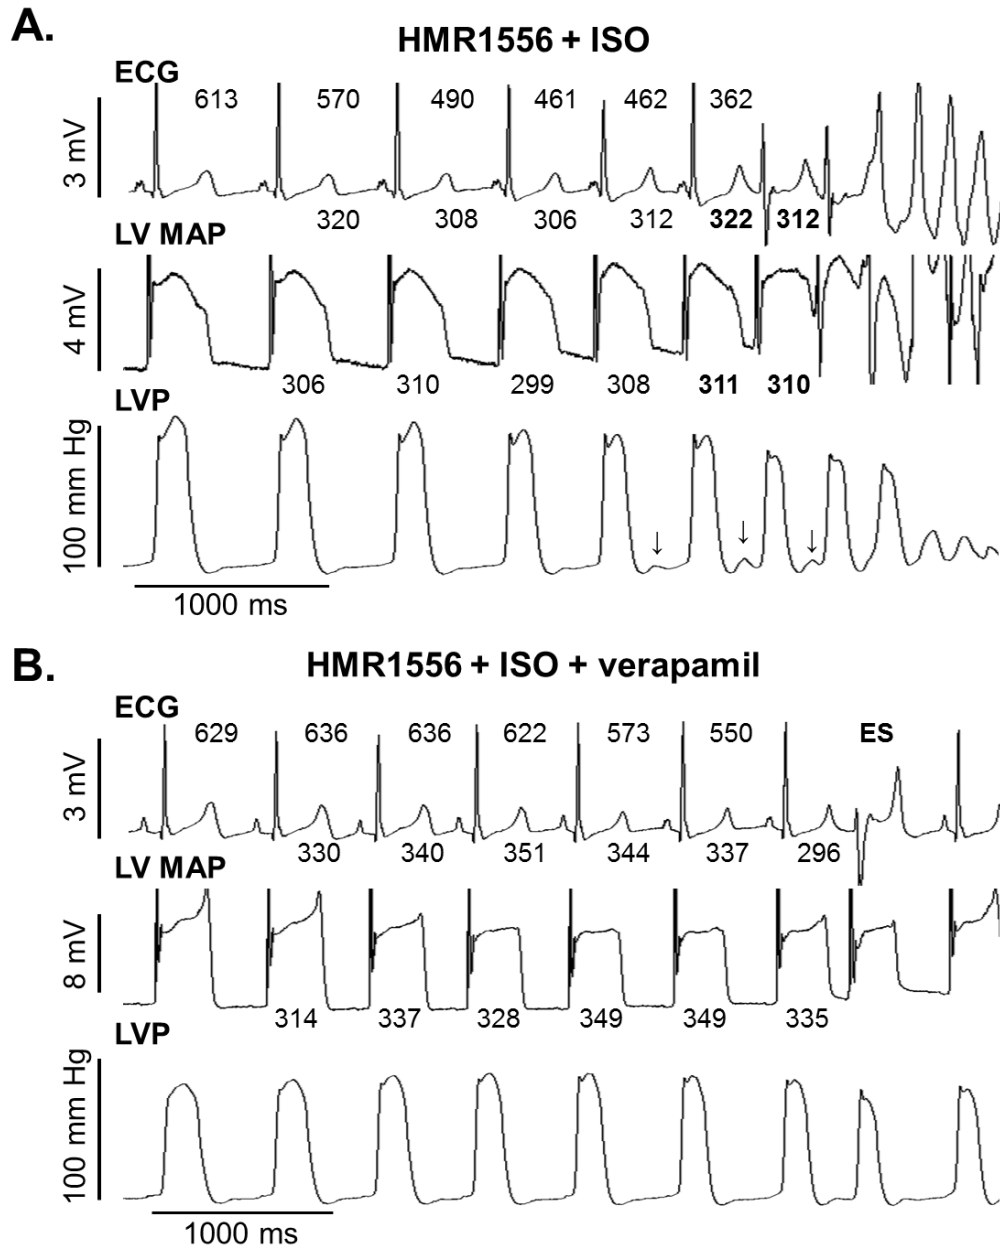 A.
HMR1556 + ISO
ECG
613 570 490 461 462 362
3 mV
320 308 306 312 322 312
LV MAP
4 mV
306 310 299 308 311 310
LVP
100 mm Hg
1000 ms
B.
HMR1556 + ISO + verapamil
ECG
629 636 636 622 573 550 ES
3 mV
330 340 351 344 337 296
LV MAP
8 mV
314 337 328 349 349 335
LVP
100 mm Hg
1000 ms